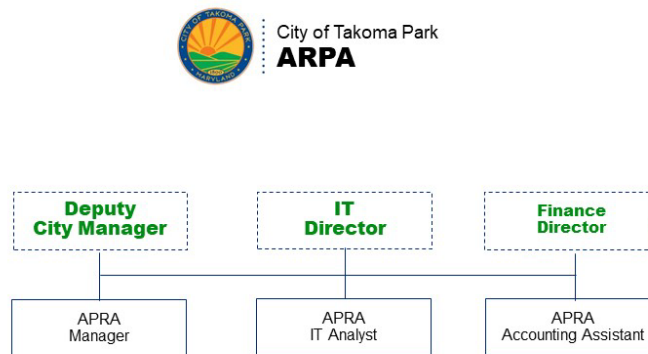 CITY OF TAKOMA PARK
MARYLAND
City of Takoma Park
ARPA
Deputy
City Manager
IT
Director
Finance
Director
APRA
Manager
APRA
IT Analyst
APRA
Accounting Assistant